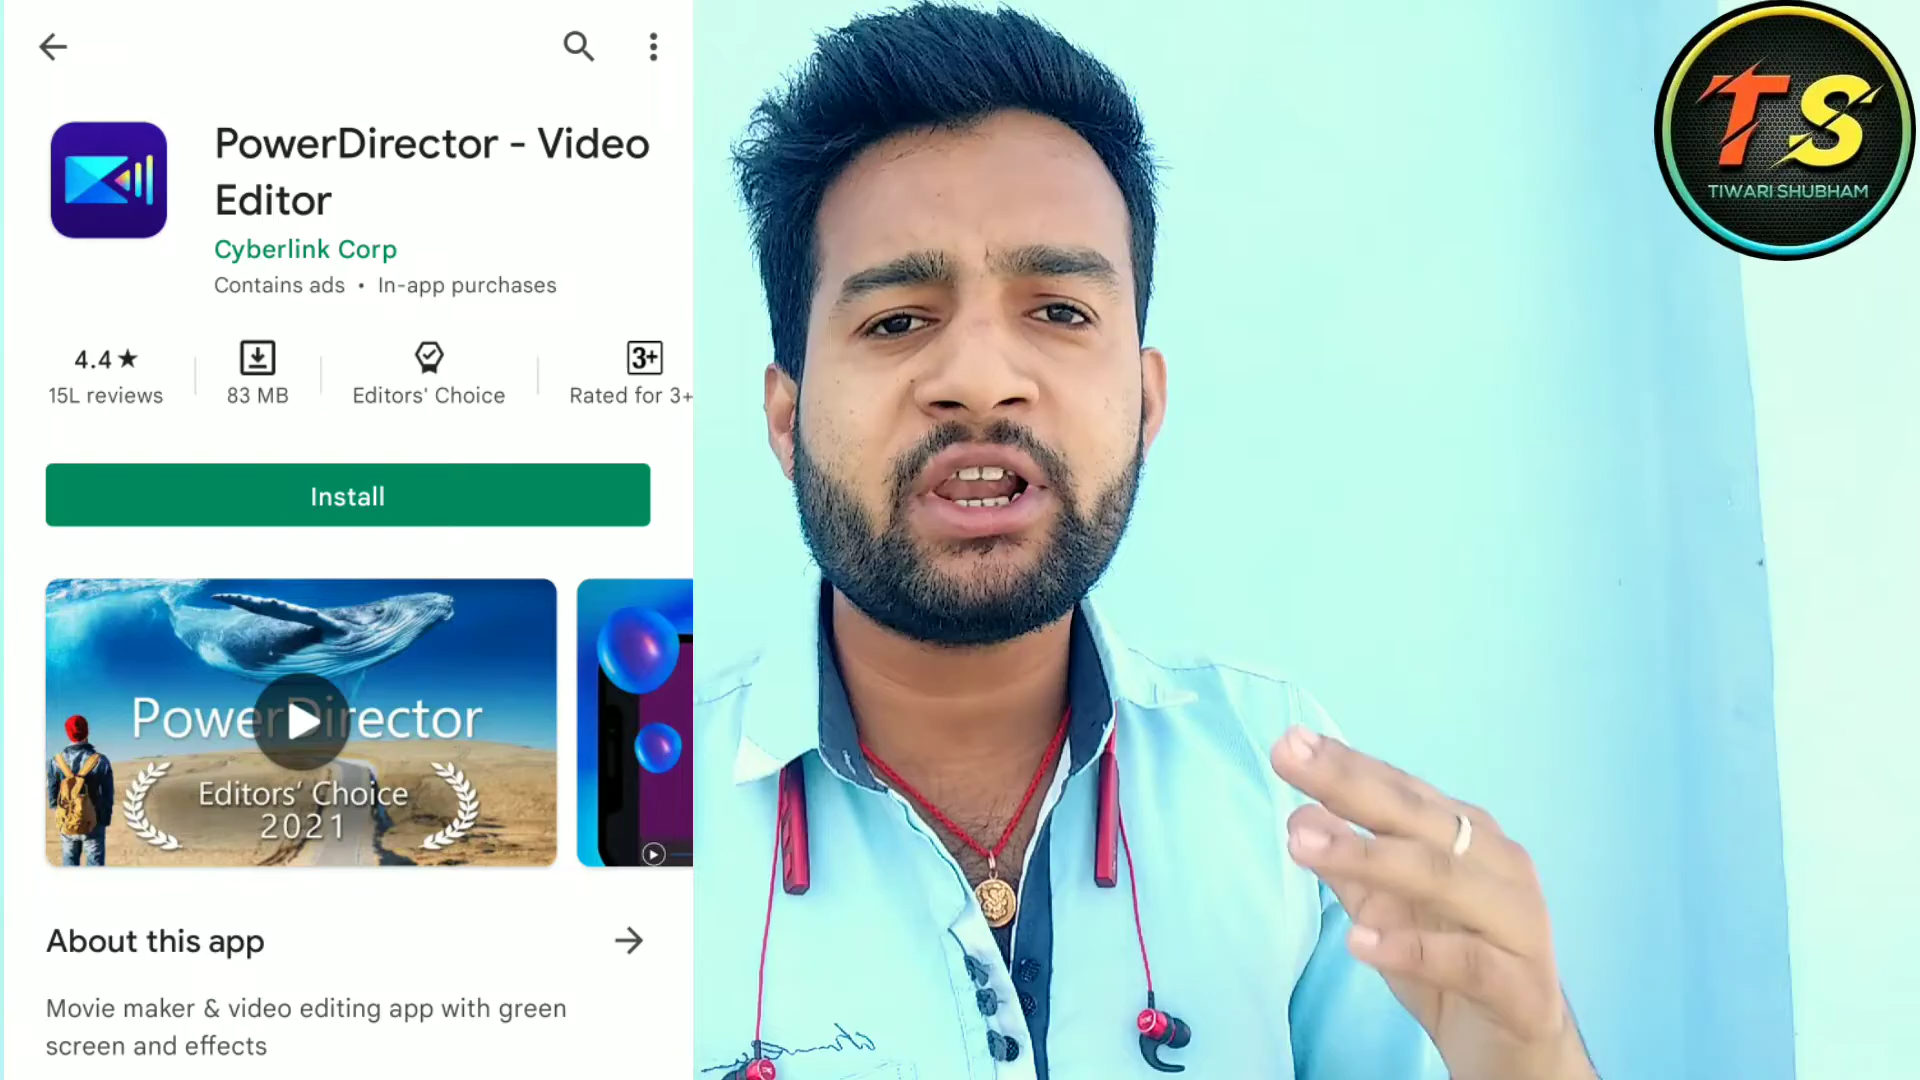 PowerDirector - Video
Editor
Cyberlink Corp
Contains ads • In-app purchases
4.4★
15L reviews
83 MB
Editors' Choice
3+
Rated for 3+
Install
PowerDirector
Editors' Choice
2021
About this app
Movie maker & video editing app with green
screen and effects
TS
TIWARI SHUBHAM